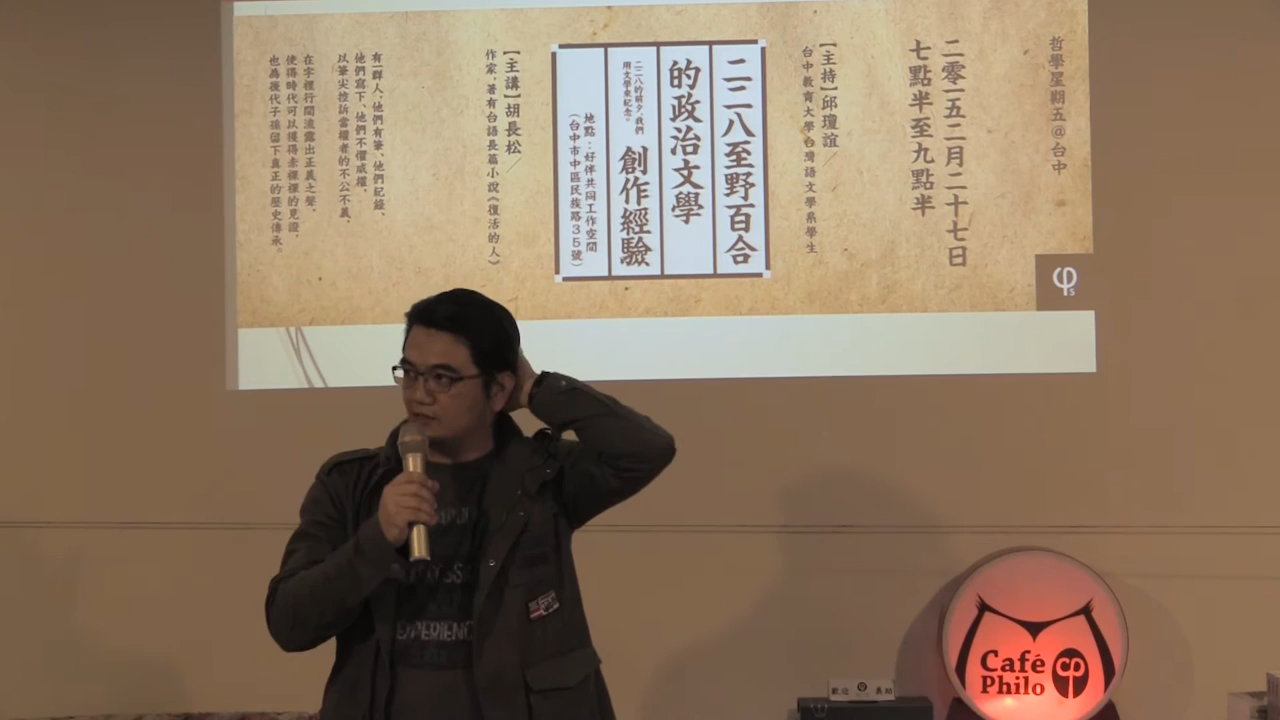 哲學星期五@台中
二零一五二月二十七日
七點半至九點半
【主持】邱瓊誼／
台中教育大學台灣語文學系學生
二二八至野百合
的政治文學
二二八的前夕，我們
用文學來紀念。
創作經驗
地點：好伴共同工作空間
（台中市中區民族路35號）
【主講】胡長松／
作家，著有台語長篇小說《復活的人》
有一群人，他們有筆、他們記錄、
他們寫下、他們不懼威權，
以筆尖控訴當權者的不公不義，
在字裡行間流露出正義之聲，
使得時代可以獲得赤裸裸的見證，
也為後代子孫留下真正的歷史傳承。
φs
EXPERIENC
Café
Philo
歡迎